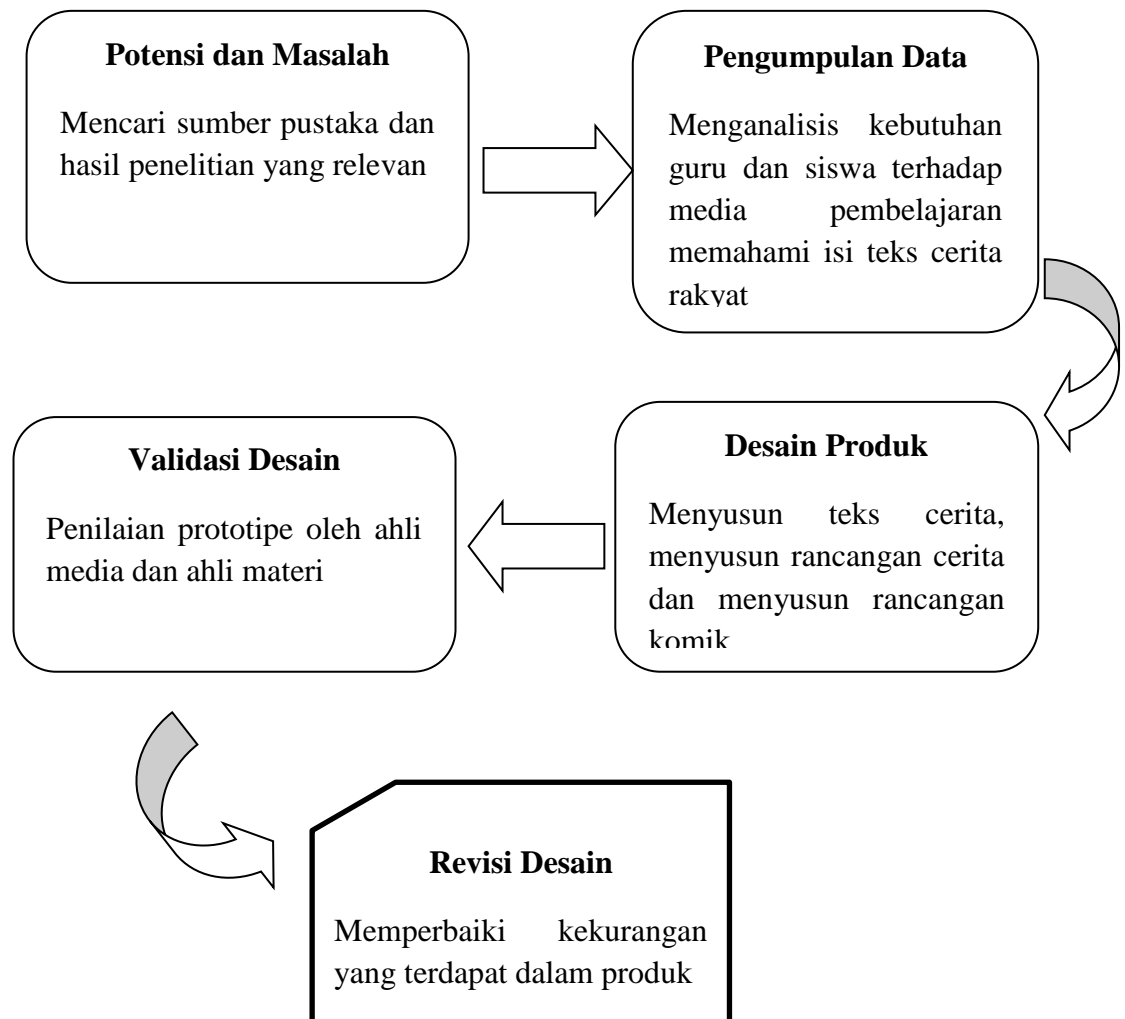 Potensi dan Masalah
Mencari sumber pustaka dan
hasil penelitian yang relevan
Pengumpulan Data
Menganalisis kebutuhan
guru dan siswa terhadap
media pembelajaran
memahami isi teks cerita
rakyat
Desain Produk
Menyusun teks cerita,
menyusun rancangan cerita
dan menyusun rancangan
komik
Validasi Desain
Penilaian prototipe oleh ahli
media dan ahli materi
Revisi Desain
Memperbaiki kekurangan
yang terdapat dalam produk